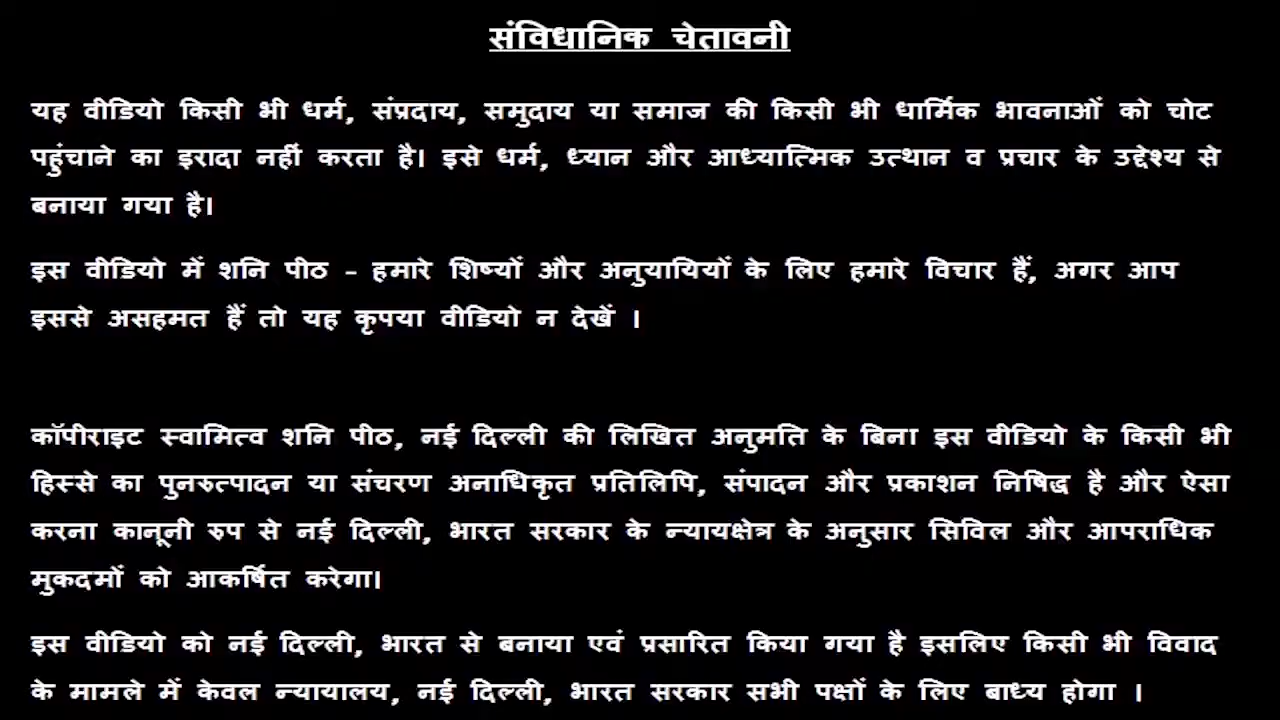 संविधानिक चेतावनी
यह वीडियो किसी भी धर्म, संप्रदाय, समुदाय या समाज की किसी भी धार्मिक भावनाओं को चोट
पहुंचाने का इरादा नहीं करता है। इसे धर्म, ध्यान और आध्यात्मिक उत्थान व प्रचार के उद्देश्य से
बनाया गया है।
इस वीडियो में शनि पीठ – हमारे शिष्यों और अनुयायियों के लिए हमारे विचार हैं, अगर आप
इससे असहमत हैं तो यह कृपया वीडियो न देखें ।
कॉपीराइट स्वामित्व शनि पीठ, नई दिल्ली की लिखित अनुमति के बिना इस वीडियो के किसी भी
हिस्से का पुनरुत्पादन या संचरण अनाधिकृत प्रतिलिपि, संपादन और प्रकाशन निषिद्ध है और ऐसा
करना कानूनी रुप से नई दिल्ली, भारत सरकार के न्यायक्षेत्र के अनुसार सिविल और आपराधिक
मुकदमों को आकर्षित करेगा।
इस वीडियो को नई दिल्ली, भारत से बनाया एवं प्रसारित किया गया है इसलिए किसी भी विवाद
के मामले में केवल न्यायालय, नई दिल्ली, भारत सरकार सभी पक्षों के लिए बाध्य होगा ।